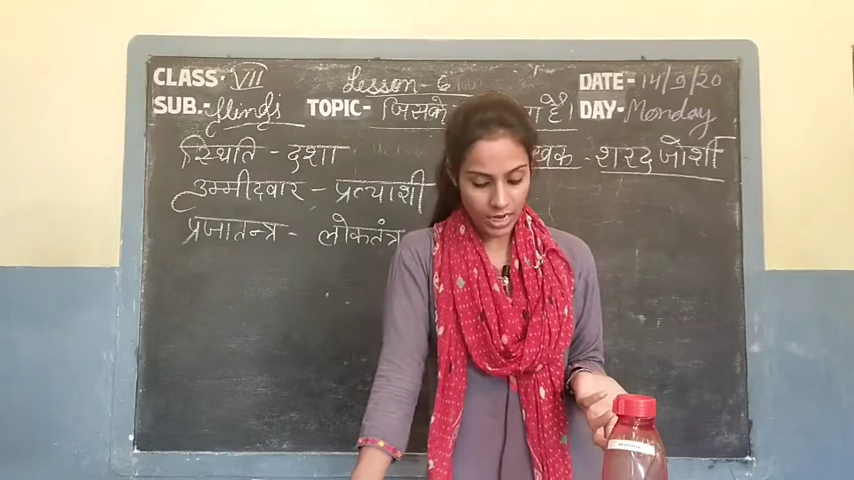 CLASS- VII Lesson - 6 DATE- 14/9/20
SUB.- Hindi TOPIC- जिसके है। DAY- Monday
स्थिति - दशा शरद जोशी
उम्मीदवार - प्रत्याशी
प्रजातन्त्र - लोकतंत्र